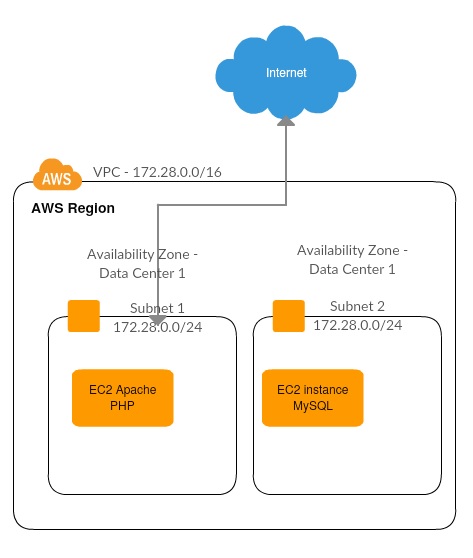 Internet
AWS
VPC - 172.28.0.0/16
AWS Region
Availability Zone -
Data Center 1
Availability Zone -
Data Center 1
Subnet 1
172.28.0.0/24
Subnet 2
172.28.0.0/24
EC2 Apache
PHP
EC2 instance
MySQL